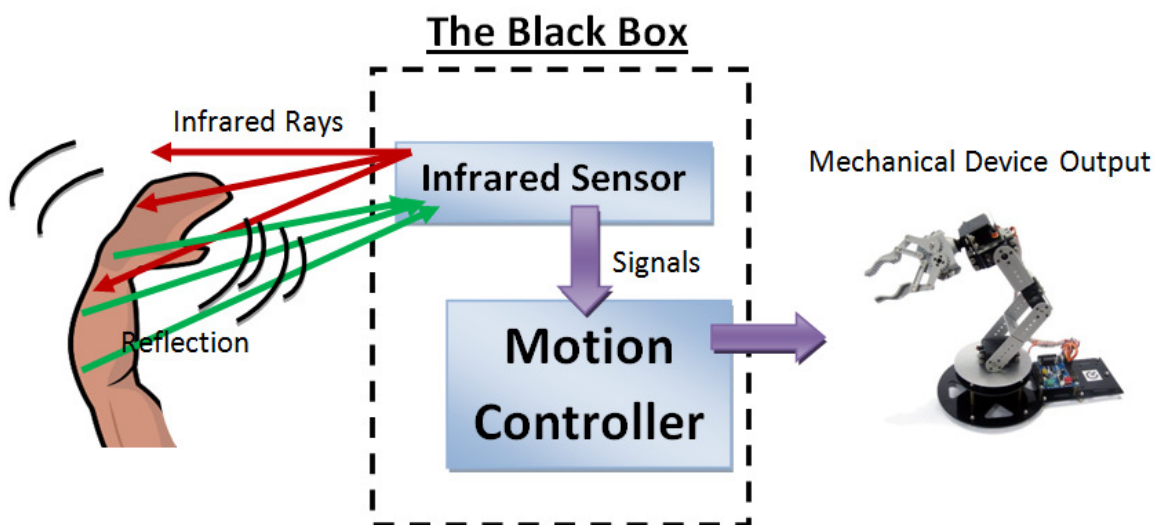 The Black Box
Infrared Rays
Infrared Sensor
Mechanical Device Output
Signals
Reflection
Motion
Controller